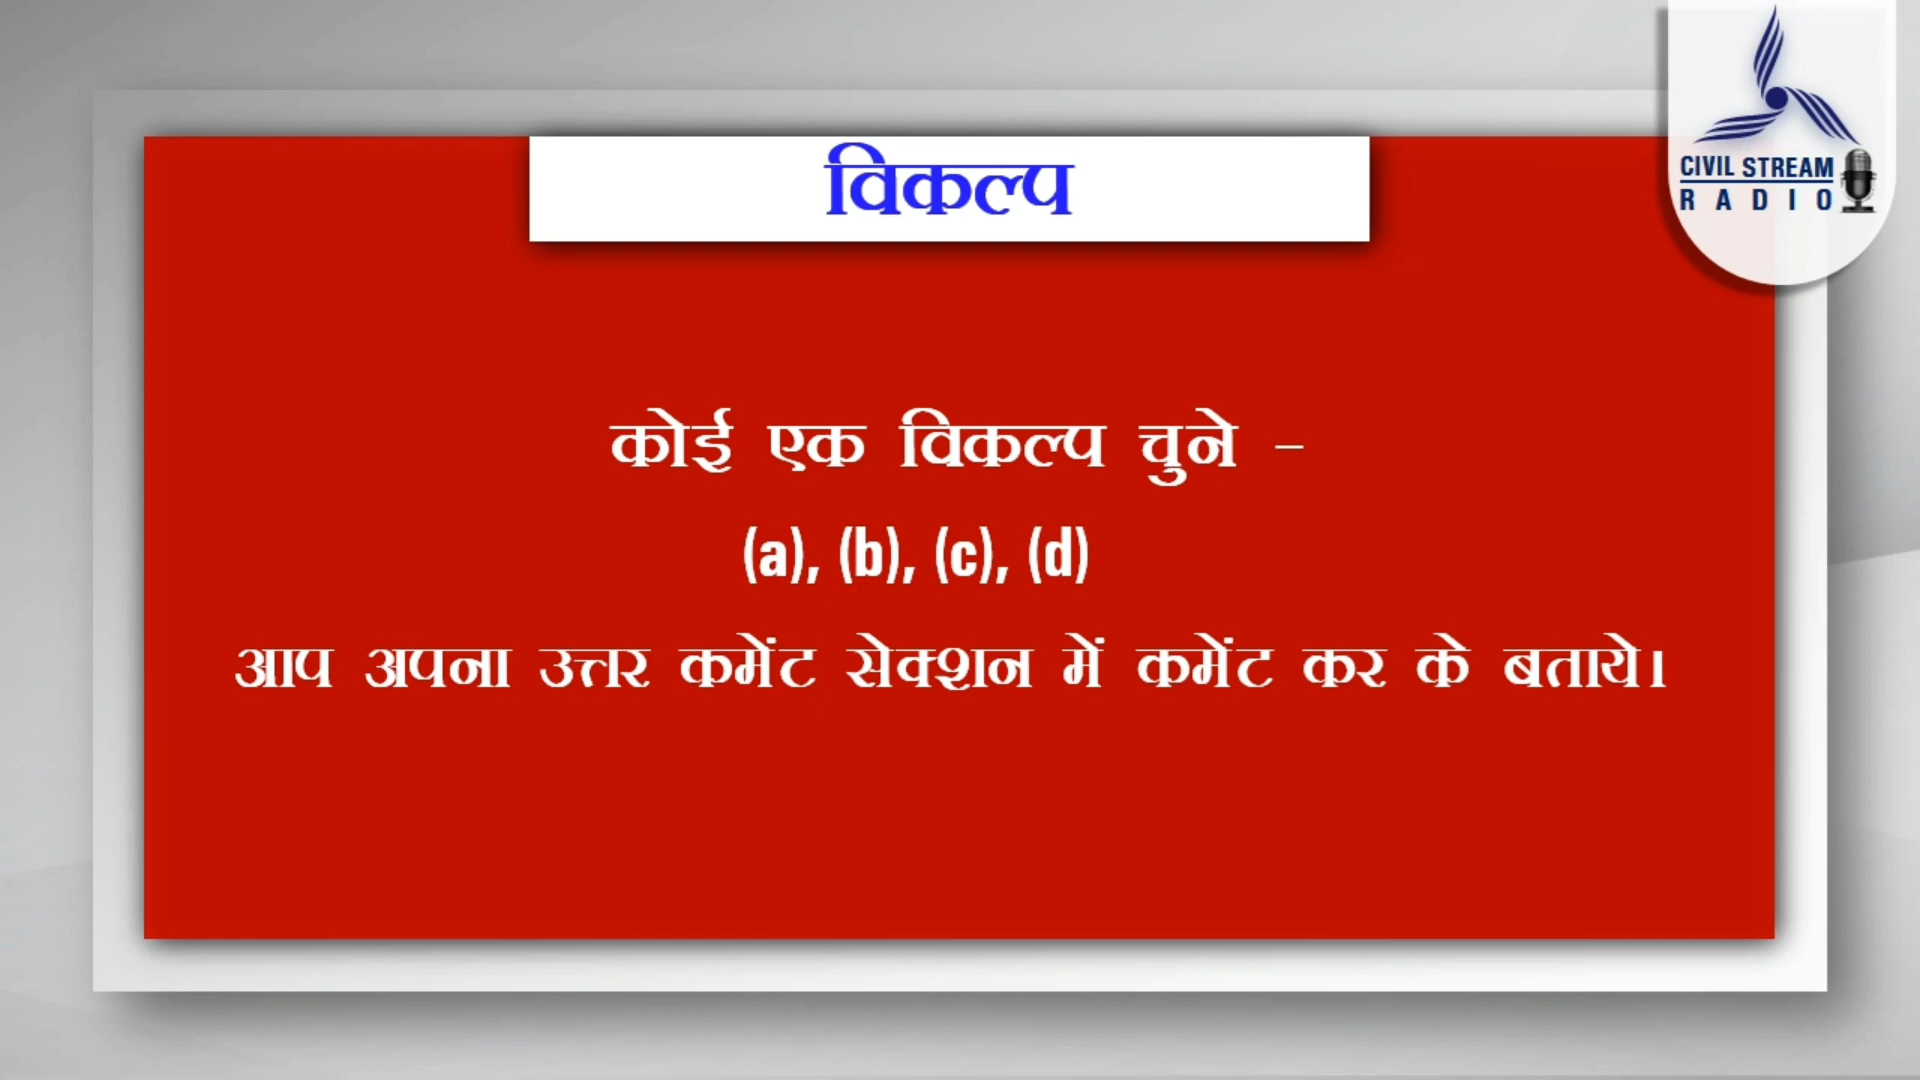 विकल्प
CIVIL STREAM
RADIO
कोई एक विकल्प चुने -
(a), (b), (c), (d)
आप अपना उत्तर कमेंट सेक्शन में कमेंट कर के बताये।